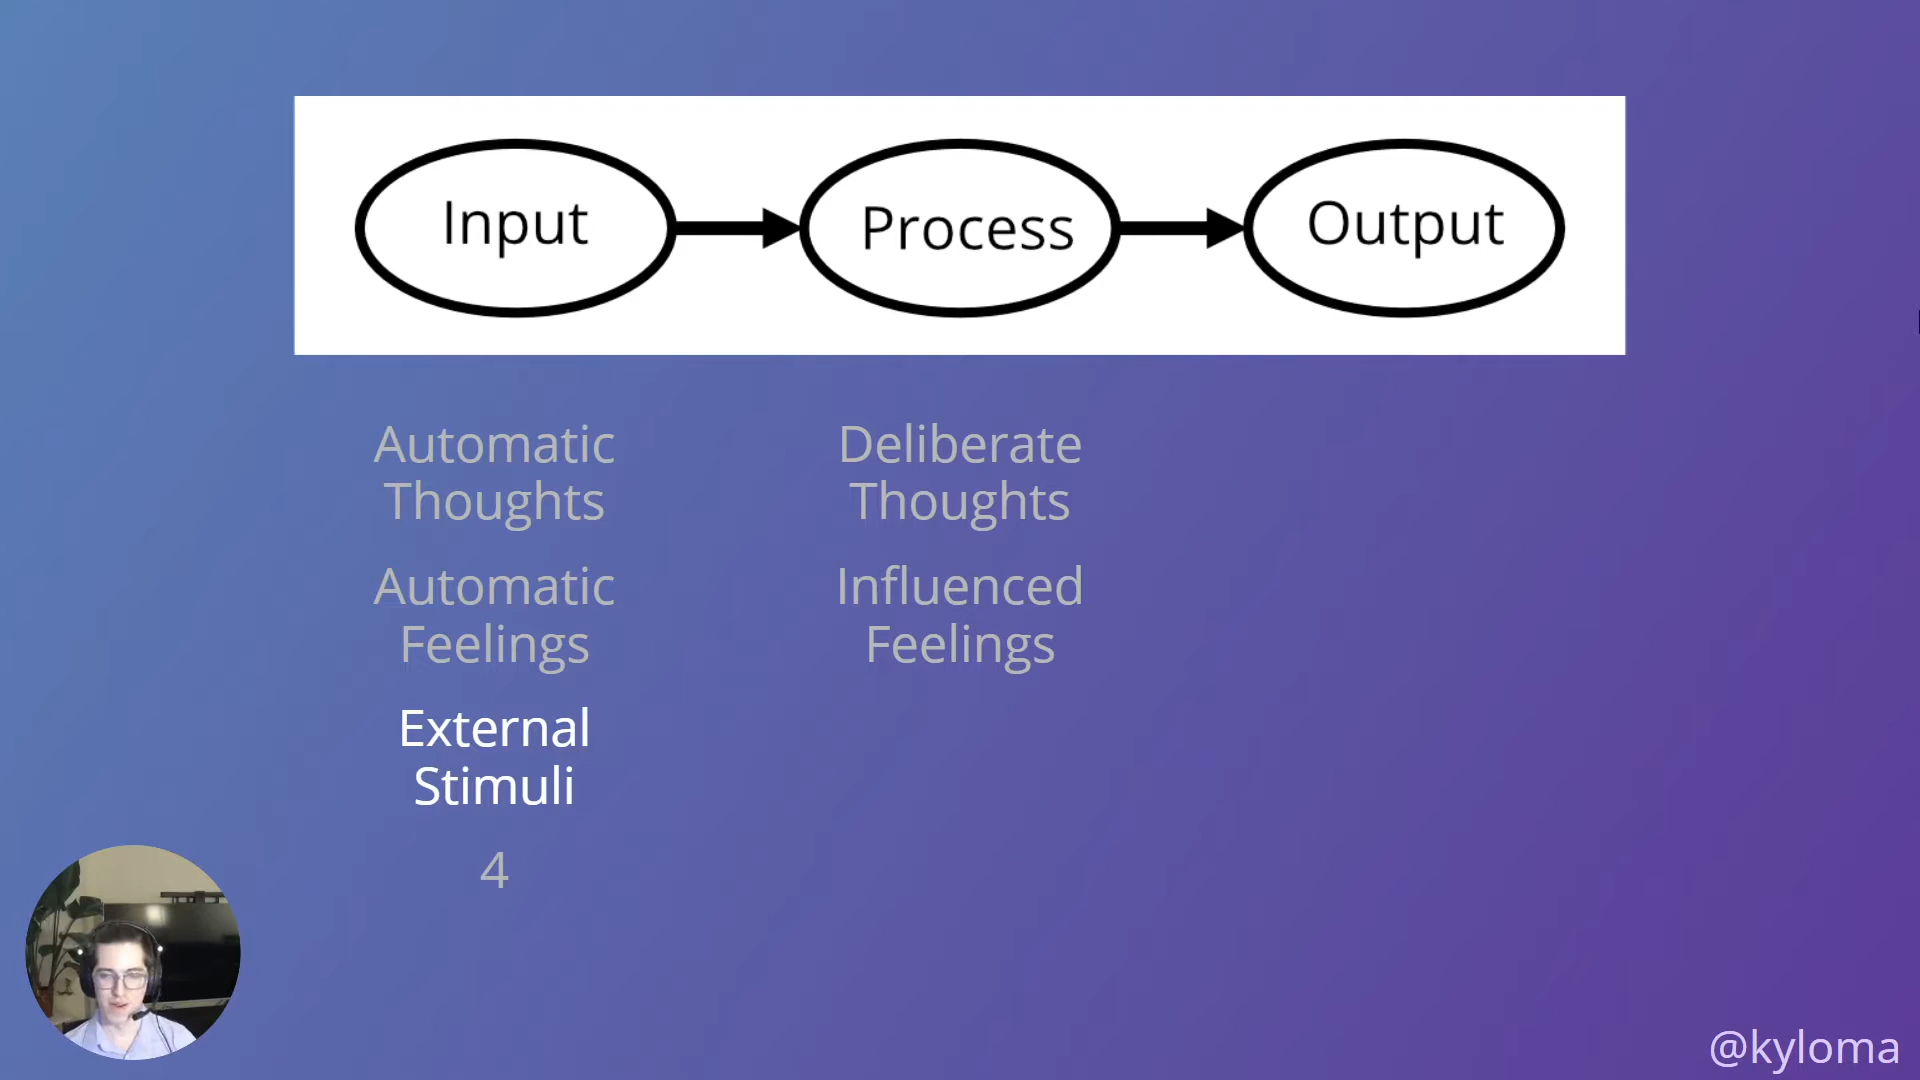 Input
Process
Output
Automatic
Thoughts
Deliberate
Thoughts
Automatic
Feelings
Influenced
Feelings
External
Stimuli
4
@kyloma